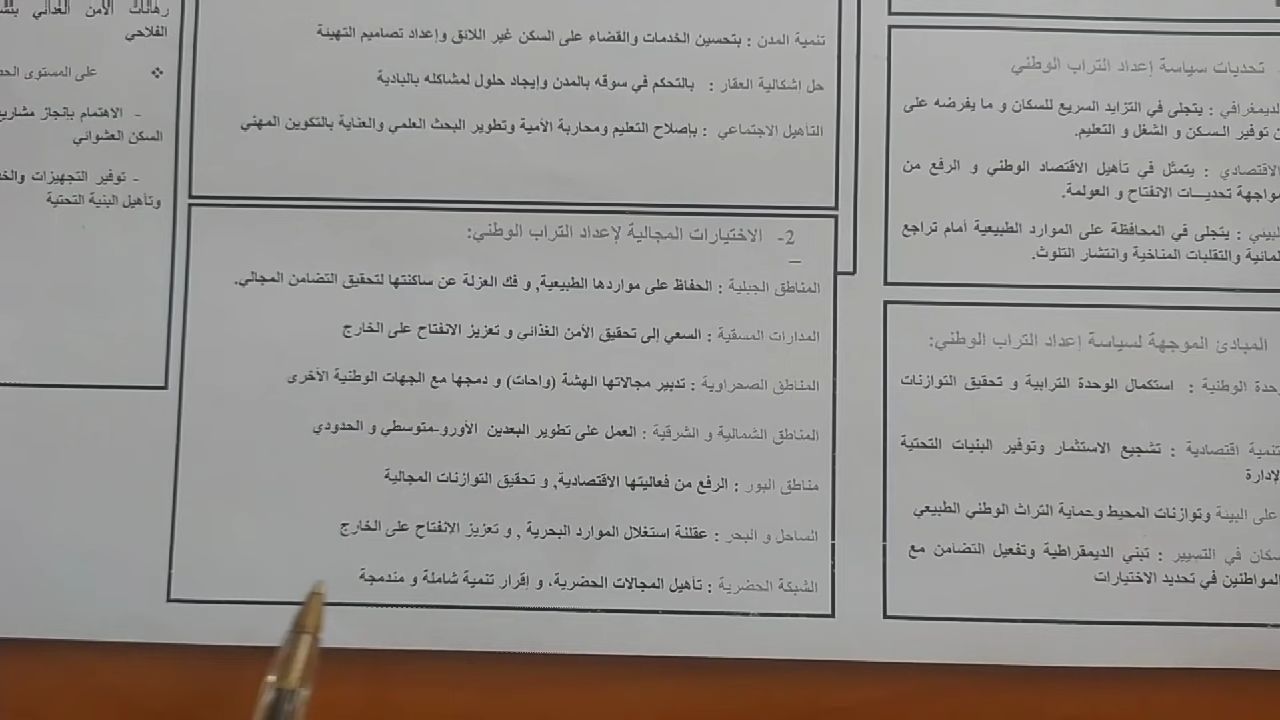 تحديات سياسة إعداد التراب الوطني
الديمغرافي : يتجلى في التزايد السريع للسكان و ما يفرضه على
توفير السكن و الشغل و التعليم.
الاقتصادي : يتمثل في تأهيل الاقتصاد الوطني و الرفع من
مواجهة تحديات الانفتاح و العولمة.
البيئي : يتجلى في المحافظة على الموارد الطبيعية أمام تراجع
المائية والتقلبات المناخية وانتشار التلوث.
المبادئ الموجهة لسياسة إعداد التراب الوطني:
الوطنية : استكمال الوحدة الترابية و تحقيق التوازنات
تنمية اقتصادية : تشجيع الاستثمار وتوفير البنيات التحتية
على البيئة وتوازنات المحيط وحماية التراث الوطني الطبيعي
في التسيير : تبني الديمقراطية وتفعيل التضامن مع
المواطنين في تحديد الاختيارات
تنمية المدن : بتحسين الخدمات والقضاء على السكن غير اللائق وإعداد تصاميم التهيئة
حل إشكالية العقار : بالتحكم في سوقه بالمدن وإيجاد حلول لمشاكله بالبادية
التأهيل الاجتماعي : بإصلاح التعليم ومحاربة الأمية وتطوير البحث العلمي والعناية بالتكوين المهني
2- الاختيارات المجالية لإعداد التراب الوطني:
المناطق الجبلية : الحفاظ على مواردها الطبيعية, و فك العزلة عن ساكنتها لتحقيق التضامن المجالي.
المدارات المسقية : السعي إلى تحقيق الأمن الغذائي و تعزيز الانفتاح على الخارج
المناطق الصحراوية : تدبير مجالاتها الهشة (واحات) و دمجها مع الجهات الوطنية الأخرى
المناطق الشمالية و الشرقية : العمل على تطوير البعدين الأورو-متوسطي و الحدودي
مناطق البور : الرفع من فعاليتها الاقتصادية, و تحقيق التوازنات المجالية
الساحل و البحر : عقلنة استغلال الموارد البحرية , و تعزيز الانفتاح على الخارج
الشبكة الحضرية : تأهيل المجالات الحضرية، و إقرار تنمية شاملة و مندمجة
رهانات الأمن الغذائي
الفلاحي
❖ على المستوى
- الاهتمام بانجاز مشاريع
السكن العشوائي
- توفير التجهيزات
وتأهيل البنية التحتية